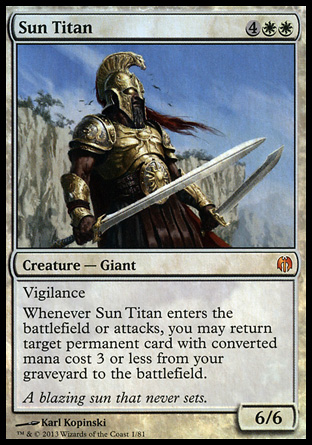 Sun Titan 4
Creature — Giant
Vigilance
Whenever Sun Titan enters the
battlefield or attacks, you may return
target permanent card with converted
mana cost 3 or less from your
graveyard to the battlefield.
A blazing sun that never sets.
Karl Kopinski
™ & © 2013 Wizards of the Coast 1/81
6/6